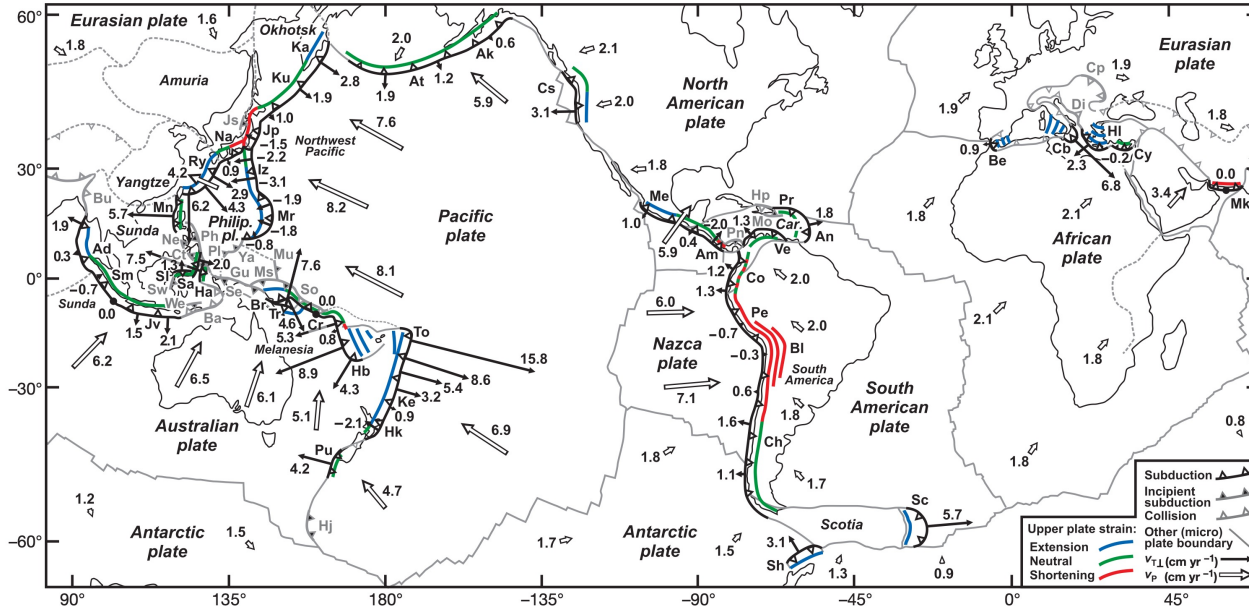 60°
30°
0°
−30°
−60°
90
135
180
−135
−90
−45
0
45
Eurasian plate
1.6
1.8
Okhotsk
Ka
Amuria
Ku
2.8
1.9
Js
1.0
Jp
Na
−1.5
Northwest
Pacific
Ry
−2.2
4.2
0.9
Iz
−3.1
Yangtze
2.9
6.2
4.3
−1.9
Bu
Mn
5.7
Philip.
pl.
Mr
−1.8
Sunda
−0.8
1.9
Ph
Ne
Ct
Pl
Ya
Mu
7.5
1.3
2.0
7.6
Ad
0.3
Sm
Sl
Gu
Ms
So
Sw
Sa
Ha
Se
0.0
−0.7
Br
Tr
Sunda
0.0
We
Ba
4.6
Cr
5.3
0.8
1.5
Jv
2.1
Melanesia
6.2
6.5
8.9
Hb
4.3
To
15.8
8.6
5.4
3.2
Ke
0.9
6.1
5.1
−2.1
Hk
Australian
plate
Pu
4.2
6.9
4.7
1.2
Hj
1.5
Antarctic
plate
2.0
Ak
0.6
At
1.2
1.9
5.9
7.6
8.2
8.1
Pacific
plate
2.1
Cs
2.0
3.1
North
American
plate
1.8
Me
1.0
Hp
Pr
1.8
−2.0
1.3
Mo
Car.
An
0.4
Pn
5.9
Am
Ve
1.2
Co
1.3
2.0
6.0
Pe
−0.7
2.0
Bl
Nazca
plate
−0.3
South
America
7.1
0.6
1.8
South
American
plate
1.6
Ch
1.8
1.1
1.7
Antarctic
plate
1.7
1.5
3.1
Sh
Scotia
Sc
5.7
1.3
0.9
Eurasian
plate
Cp
1.9
1.9
Di
1.8
Hl
0.9
Be
Cb
2.3
−0.2
Cy
6.8
3.4
0.0
Mk
1.8
2.1
African
plate
2.1
1.8
1.8
0.8
Subduction
Incipient
subduction
Collision
Other (micro)
plate boundary
Upper plate strain:
Extension
Neutral
Shortening
vT⊥ (cm yr−1)
vP (cm yr−1)